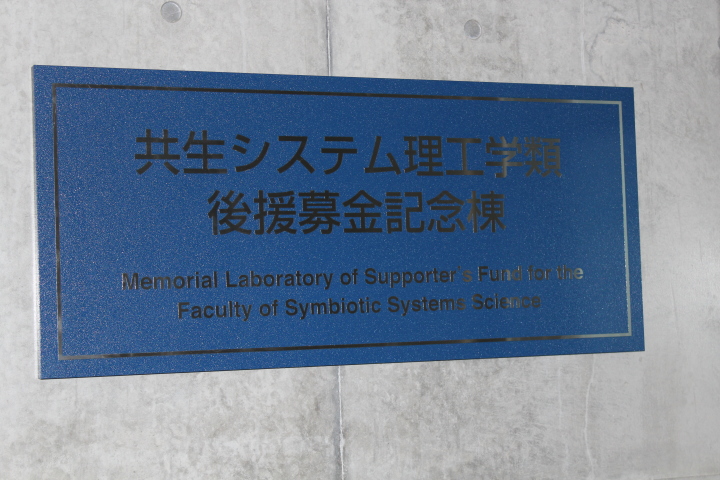 共生システム理工学類
後援募金記念棟
Memorial Laboratory of Supporter's Fund for the
Faculty of Symbiotic Systems Science